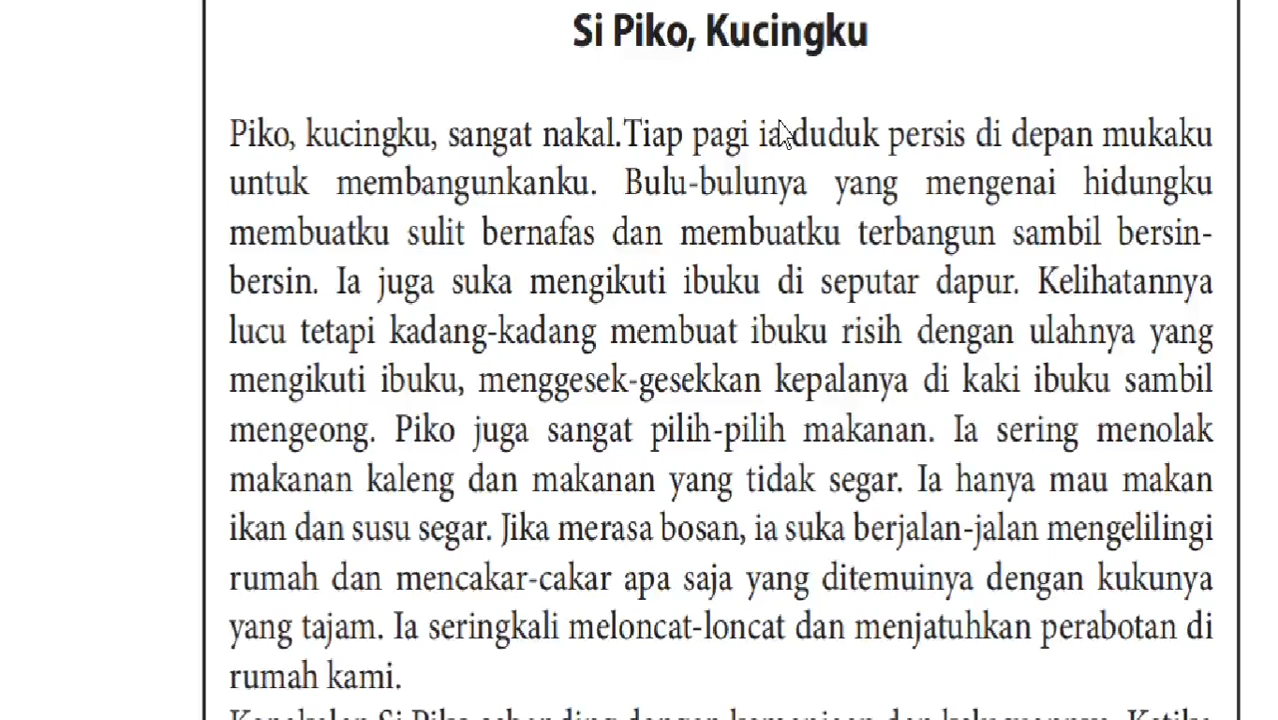 Si Piko, Kucingku
Piko, kucingku, sangat nakal.Tiap pagi ia duduk persis di depan mukaku
untuk membangunkanku. Bulu-bulunya yang mengenai hidungku
membuatku sulit bernafas dan membuatku terbangun sambil bersin-
bersin. Ia juga suka mengikuti ibuku di seputar dapur. Kelihatannya
lucu tetapi kadang-kadang membuat ibuku risih dengan ulahnya yang
mengikuti ibuku, menggesek-gesekkan kepalanya di kaki ibuku sambil
mengeong. Piko juga sangat pilih-pilih makanan. Ia sering menolak
makanan kaleng dan makanan yang tidak segar. Ia hanya mau makan
ikan dan susu segar. Jika merasa bosan, ia suka berjalan-jalan mengelilingi
rumah dan mencakar-cakar apa saja yang ditemuinya dengan kukunya
yang tajam. Ia seringkali meloncat-loncat dan menjatuhkan perabotan di
rumah kami.